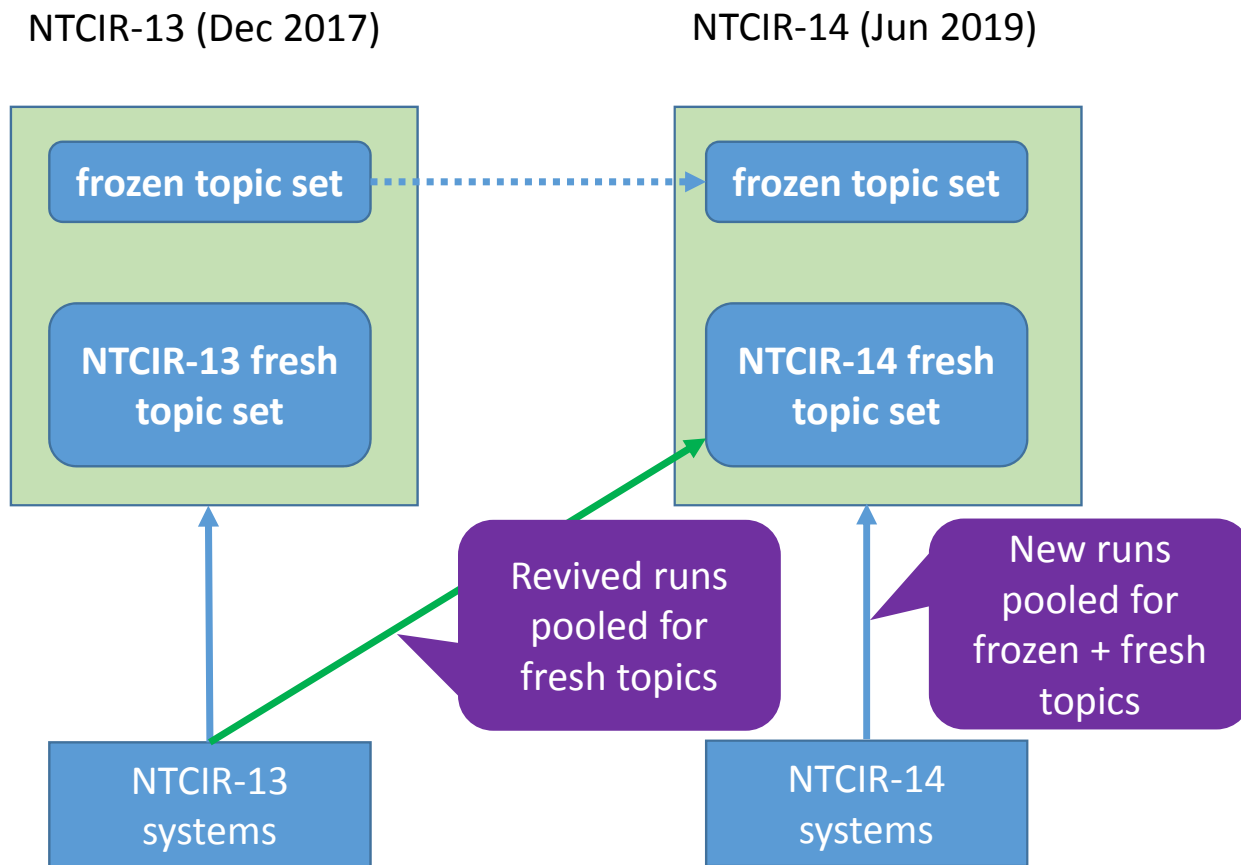 NTCIR-13 (Dec 2017)
NTCIR-14 (Jun 2019)
frozen topic set
frozen topic set
NTCIR-13 fresh
topic set
NTCIR-14 fresh
topic set
Revived runs
pooled for
fresh topics
New runs
pooled for
frozen + fresh
topics
NTCIR-13
systems
NTCIR-14
systems